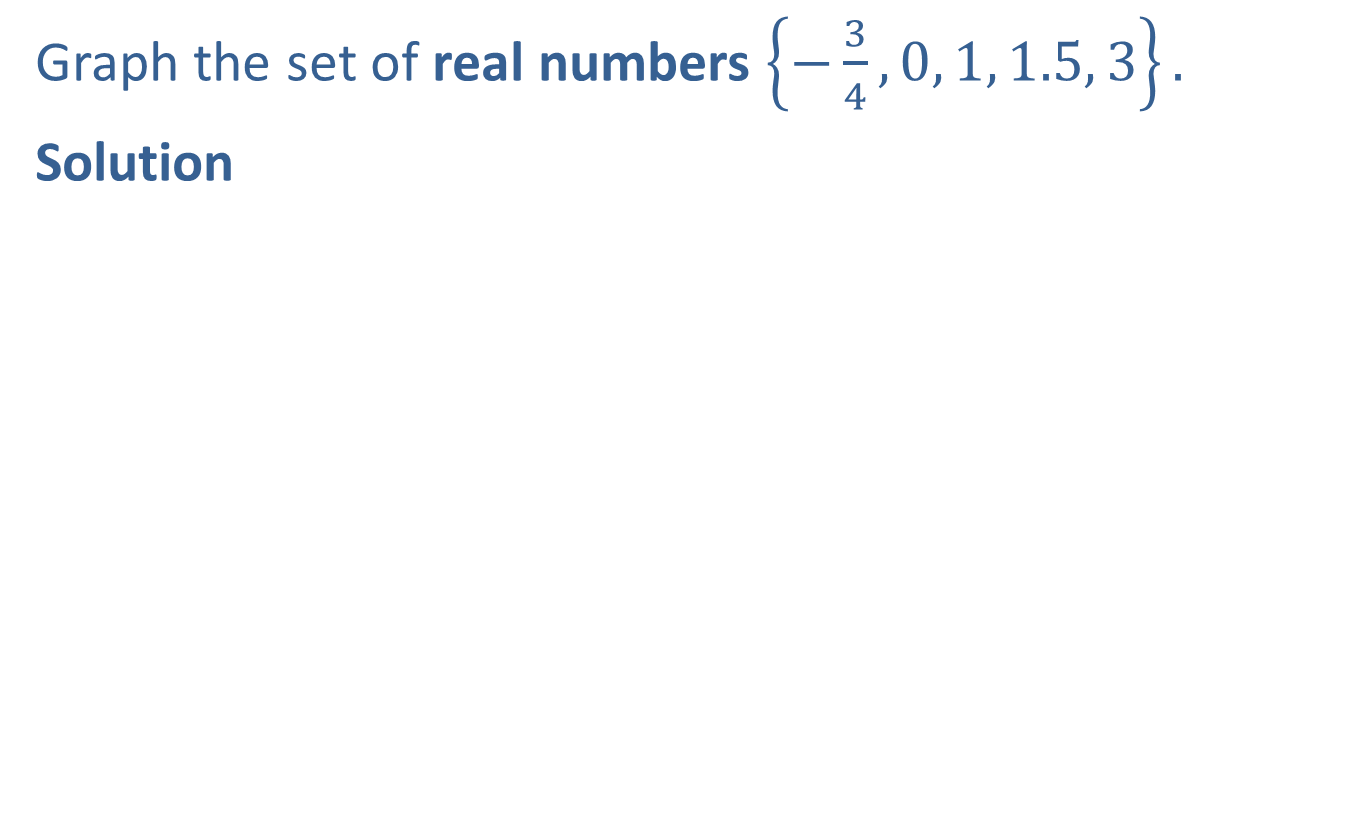 Graph the set of real numbers {−3/4, 0, 1, 1.5, 3}.
Solution